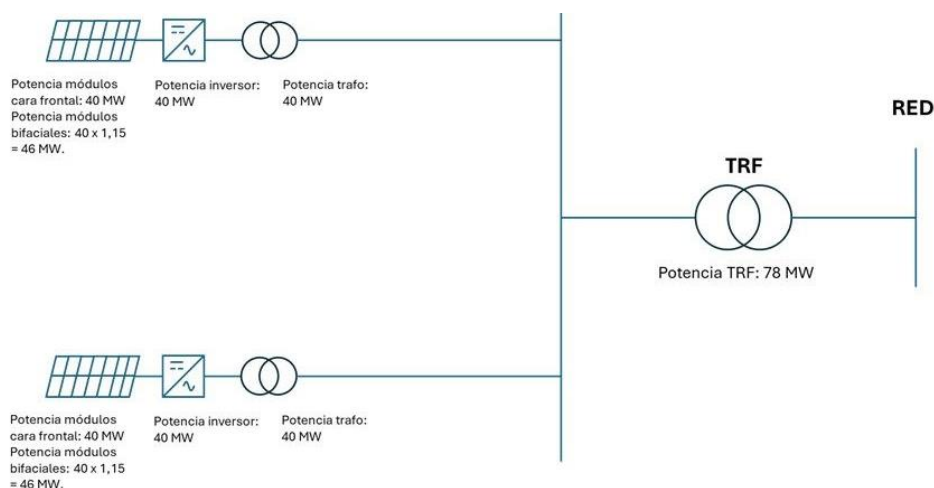 Potencia módulos
cara frontal: 40 MW
Potencia módulos
bifaciales: 40 x 1,15
= 46 MW.
Potencia inversor:
40 MW
Potencia trafo:
40 MW
RED
TRF
Potencia TRF: 78 MW
Potencia módulos
cara frontal: 40 MW
Potencia módulos
bifaciales: 40 x 1,15
= 46 MW.
Potencia inversor:
40 MW
Potencia trafo:
40 MW